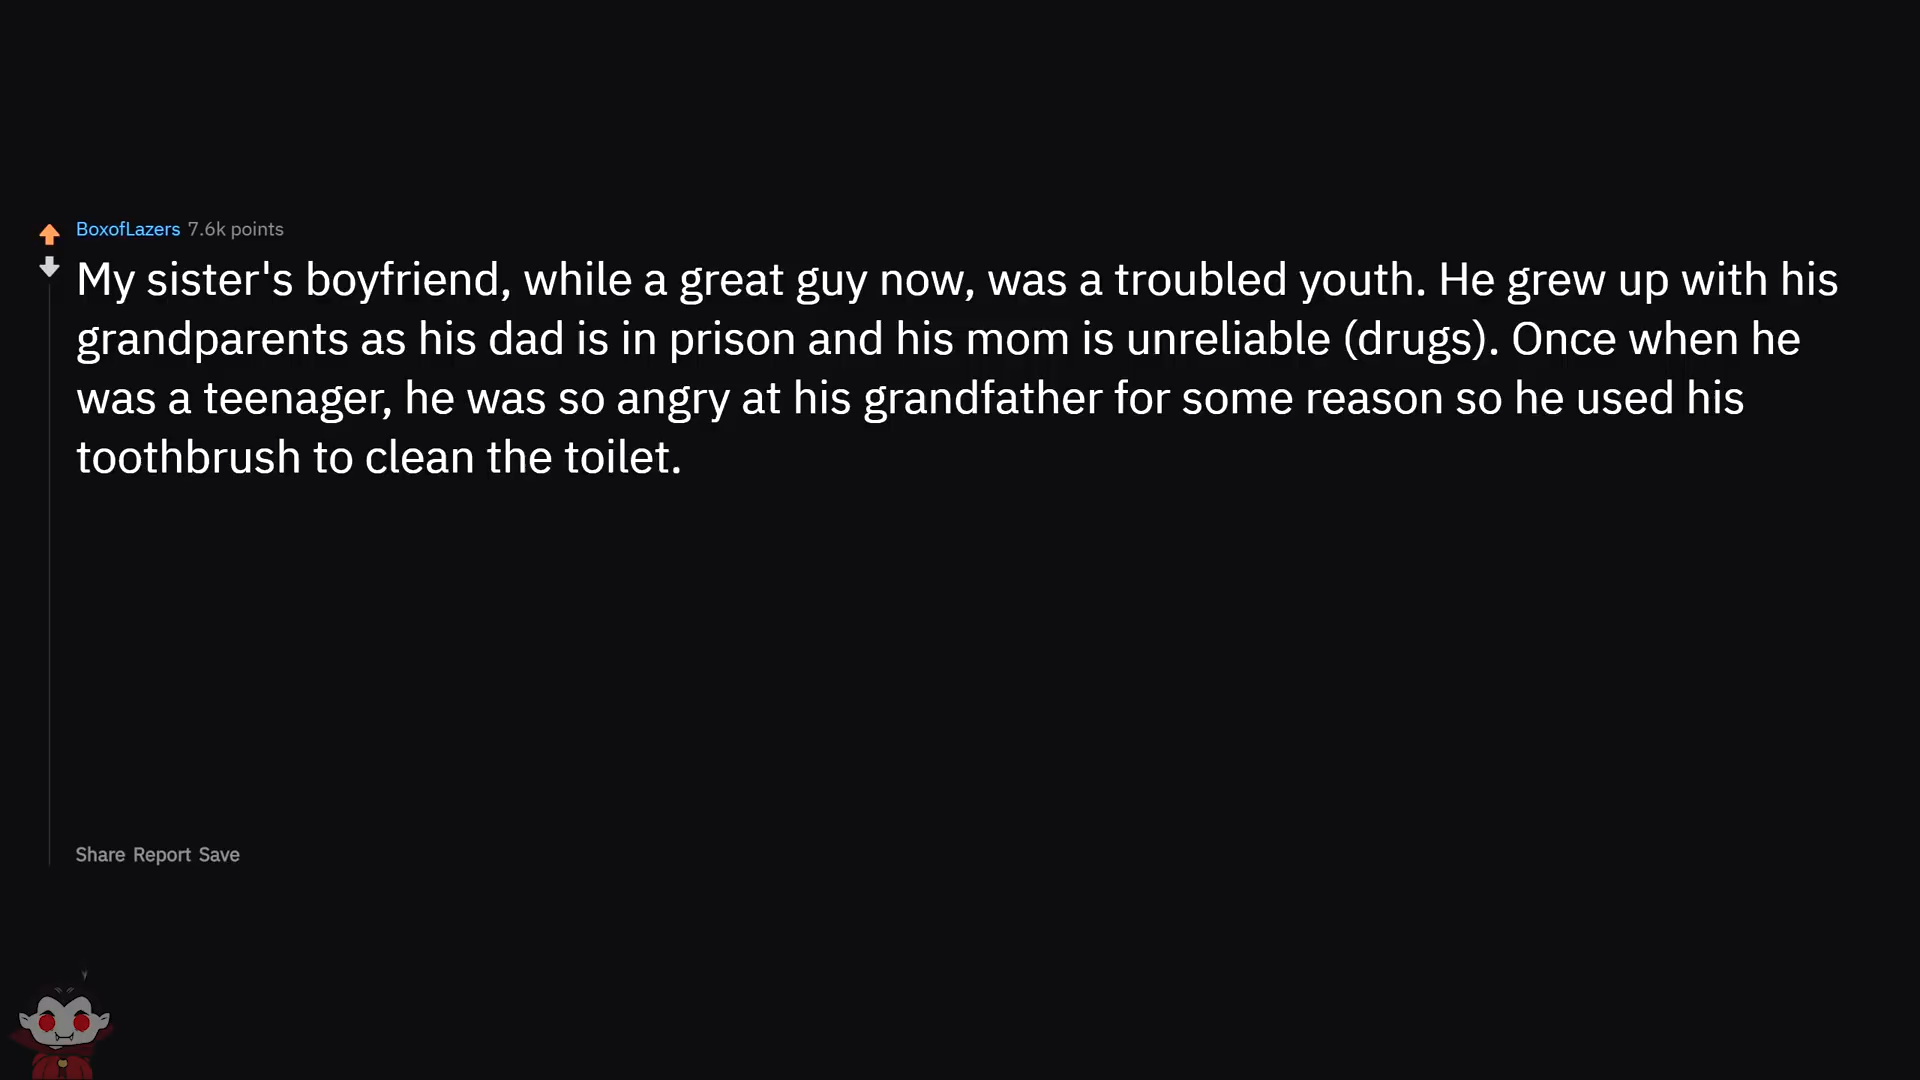 BoxofLazers 7.6k points
My sister's boyfriend, while a great guy now, was a troubled youth. He grew up with his
grandparents as his dad is in prison and his mom is unreliable (drugs). Once when he
was a teenager, he was so angry at his grandfather for some reason so he used his
toothbrush to clean the toilet.
Share Report Save